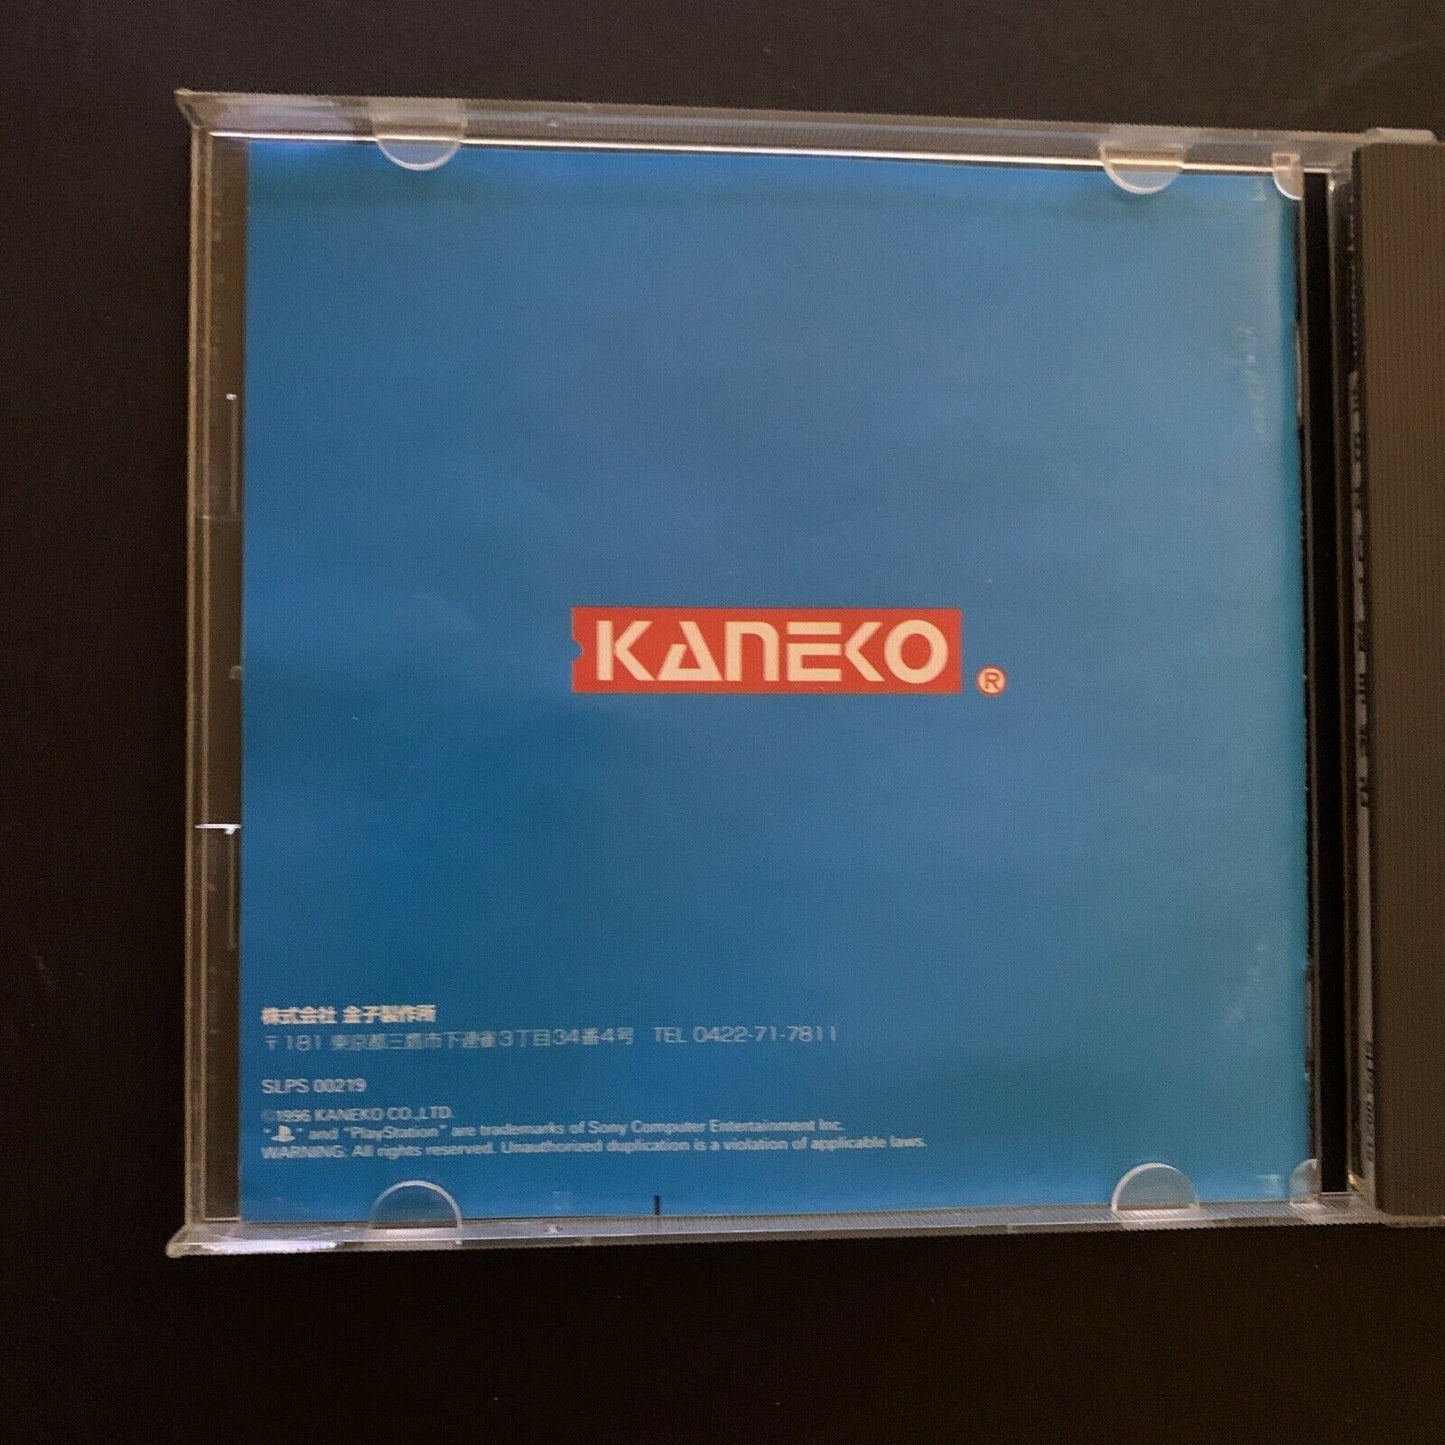 KANEKO ®
株式会社 金子製作所
〒181 東京都三鷹市下連雀3丁目34番4号 TEL 0422-71-7811
SLPS 00219
©1996 KANEKO CO.,LTD.
" " and "PlayStation" are trademarks of Sony Computer Entertainment Inc.
WARNING: All rights reserved. Unauthorized duplication is a violation of applicable laws.
SLPS 00219